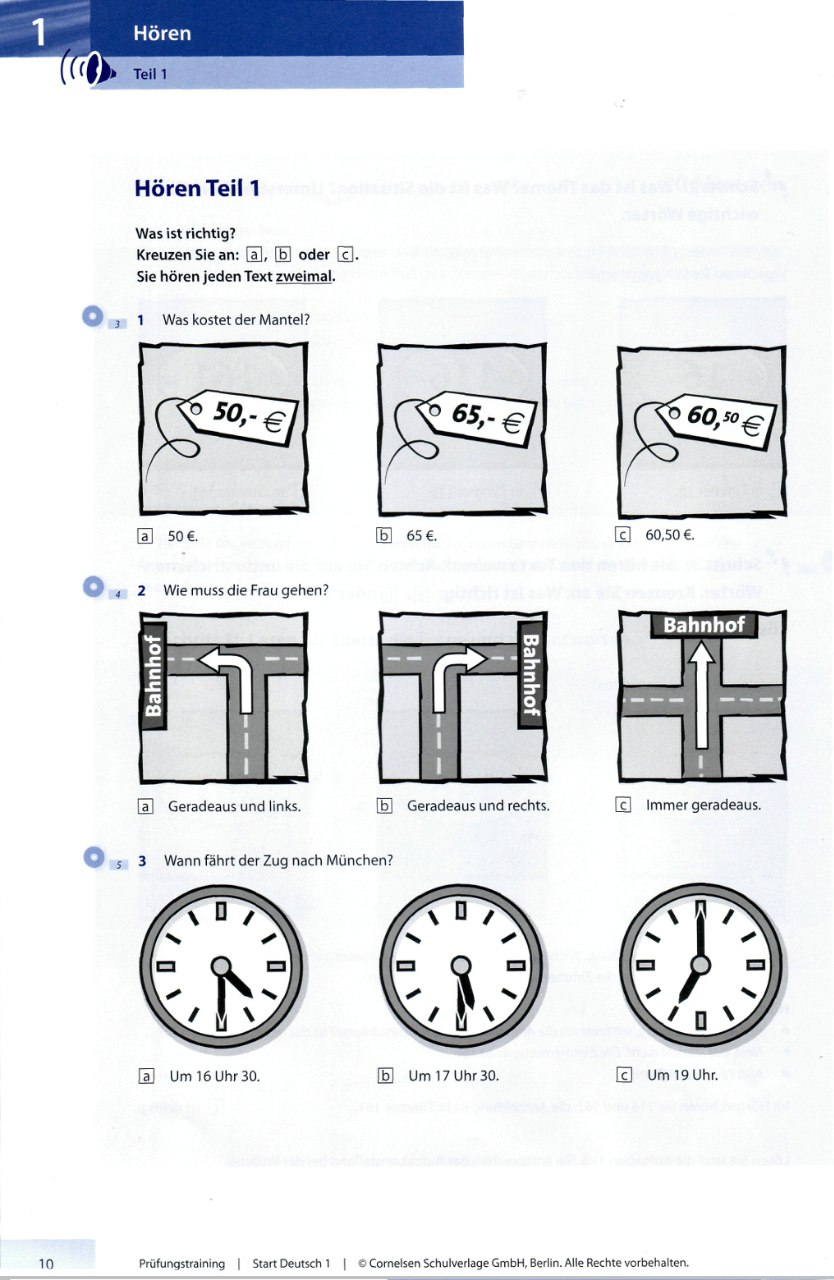 1
Hören
Teil 1
Hören Teil 1
Was ist richtig?
Kreuzen Sie an: a, b oder c.
Sie hören jeden Text zweimal.
3 1 Was kostet der Mantel?
50,- € 65,- € 60,50 €
a 50 €. b 65 €. c 60,50 €.
4 2 Wie muss die Frau gehen?
Bahnhof Bahnhof Bahnhof
a Geradeaus und links. b Geradeaus und rechts. c Immer geradeaus.
5 3 Wann fährt der Zug nach München?
a Um 16 Uhr 30. b Um 17 Uhr 30. c Um 19 Uhr.
10 Prüfungstraining | Start Deutsch 1 | © Cornelsen Schulverlage GmbH, Berlin. Alle Rechte vorbehalten.